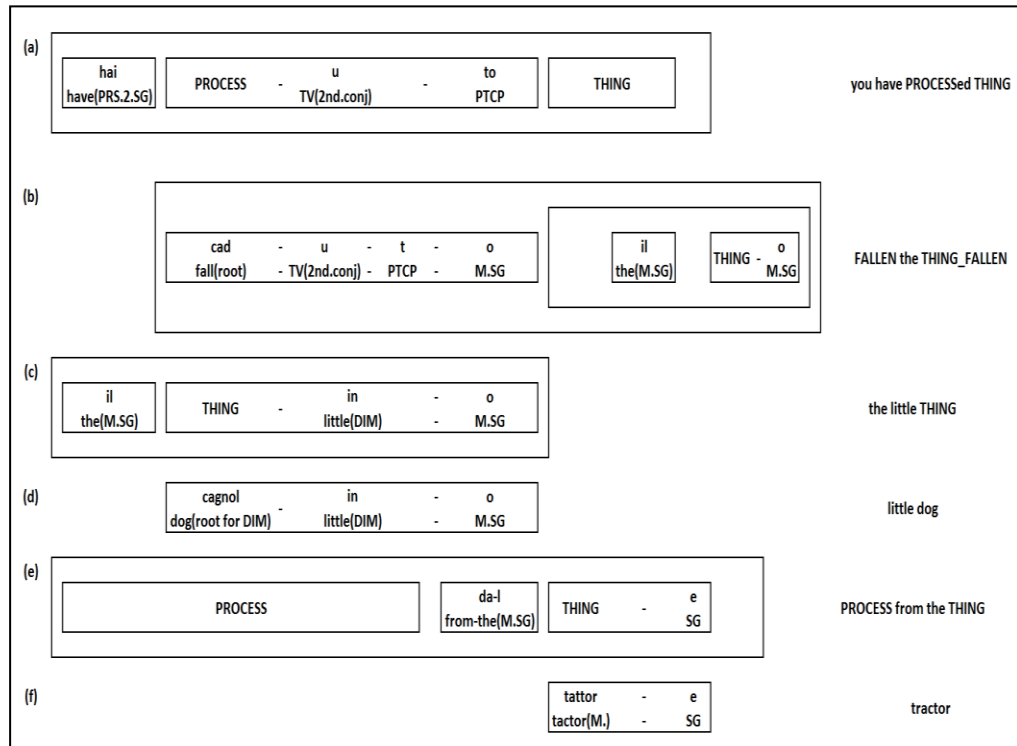 (a)
hai PROCESS - u - to THING you have PROCESSed THING
have(PRS.2.SG) TV(2nd.conj) PTCP
(b)
cad - u - t - o il THING - o FALLEN the THING_FALLEN
fall(root) - TV(2nd.conj) - PTCP - M.SG the(M.SG) M.SG
(c)
il THING - in - o the little THING
the(M.SG) little(DIM) - M.SG
(d)
cagnol - in - o little dog
dog(root for DIM) little(DIM) - M.SG
(e)
PROCESS da-l THING - e PROCESS from the THING
from-the(M.SG) SG
(f)
tattor - e tractor
tactor(M.) - SG